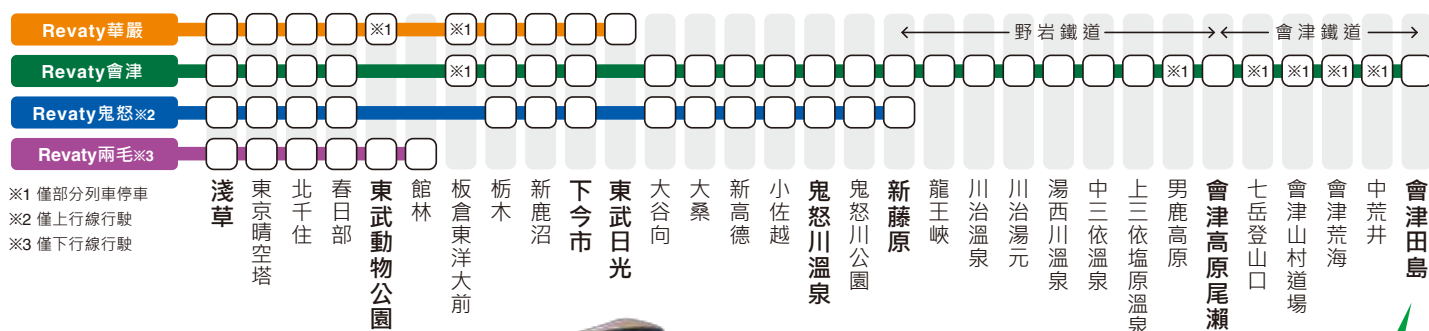 Revaty華嚴
※1
※1
野岩鐵道
會津鐵道
Revaty會津
※1
※1
※1
※1
※1
※1
Revaty鬼怒※2
Revaty兩毛※3
※1 僅部分列車停車
※2 僅上行線行駛
※3 僅下行線行駛
淺草
東京晴空塔
北千住
春日部
東武動物公園
館林
板倉東洋大前
栃木
新鹿沼
下今市
東武日光
大谷向
大桑
新高德
小佐越
鬼怒川溫泉
鬼怒川公園
新藤原
龍王峽
川治溫泉
川治湯元
湯西川溫泉
中三依溫泉
上三依塩原溫泉
男鹿高原
會津高原尾瀨
七岳登山口
會津山村道場
會津荒海
中荒井
會津田島